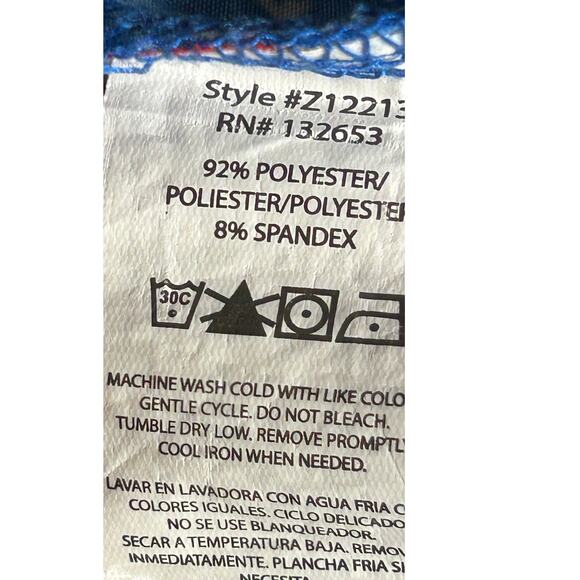 Style #Z12213
RN# 132653
92% POLYESTER/
POLIESTER/POLYESTER
8% SPANDEX
30C
MACHINE WASH COLD WITH LIKE COLO
GENTLE CYCLE. DO NOT BLEACH.
TUMBLE DRY LOW. REMOVE PROMPTLY
COOL IRON WHEN NEEDED.
LAVAR EN LAVADORA CON AGUA FRIA C
COLORES IGUALES. CICLO DELICADO
NO SE USE BLANQUEADOR.
SECAR A TEMPERATURA BAJA. REMOV
INMEDIATAMENTE. PLANCHA FRIA SI
NECESITA